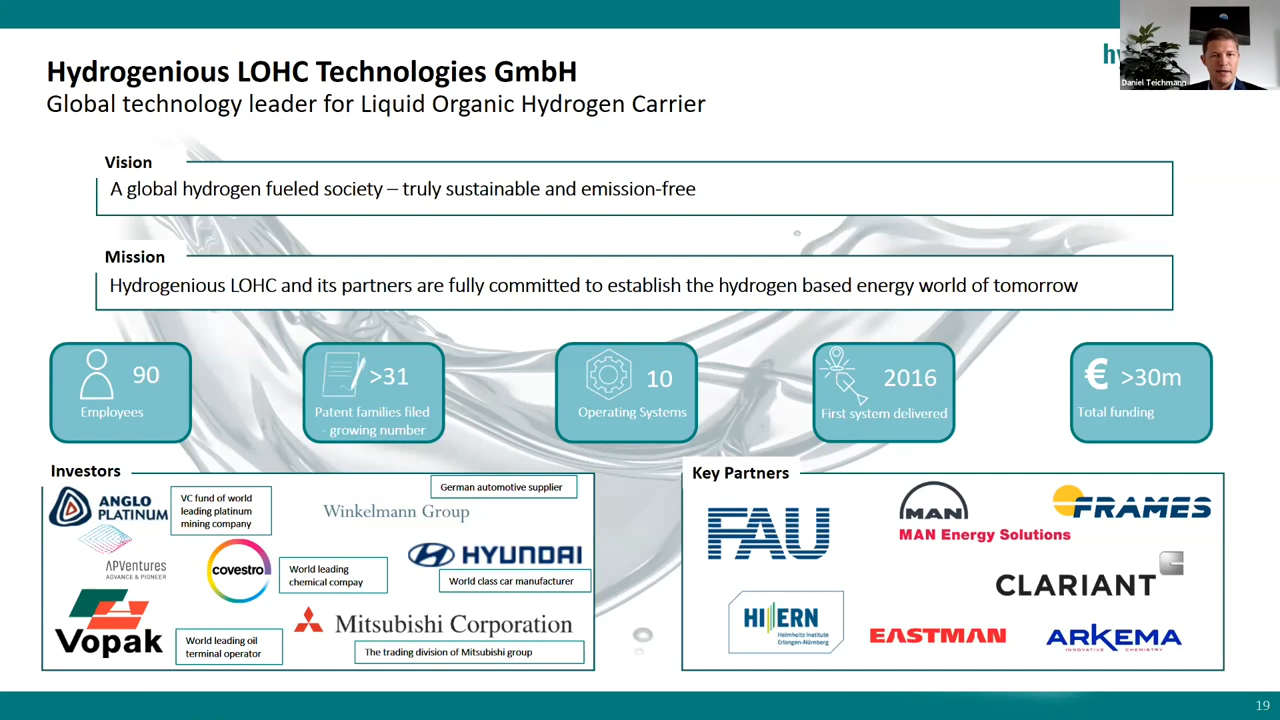 hy
Daniel Teichmann
Hydrogenious LOHC Technologies GmbH
Global technology leader for Liquid Organic Hydrogen Carrier
Vision
A global hydrogen fueled society – truly sustainable and emission-free
Mission
Hydrogenious LOHC and its partners are fully committed to establish the hydrogen based energy world of tomorrow
90
Employees
>31
Patent families filed
- growing number
10
Operating Systems
2016
First system delivered
€ >30m
Total funding
Investors
ANGLO
PLATINUM
VC fund of world
leading platinum
mining company
German automotive supplier
Winkelmann Group
APVentures
ADVANCE & PIONEER
covestro
World leading
chemical compay
HYUNDAI
World class car manufacturer
Vopak
World leading oil
terminal operator
Mitsubishi Corporation
The trading division of Mitsubishi group
Key Partners
FAU
MAN
MAN Energy Solutions
FRAMES
CLARIANT
HI ERN
Helmholtz Institute
Erlangen-Nürnberg
EASTMAN
ARKEMA
INNOVATIVE CHEMISTRY
19